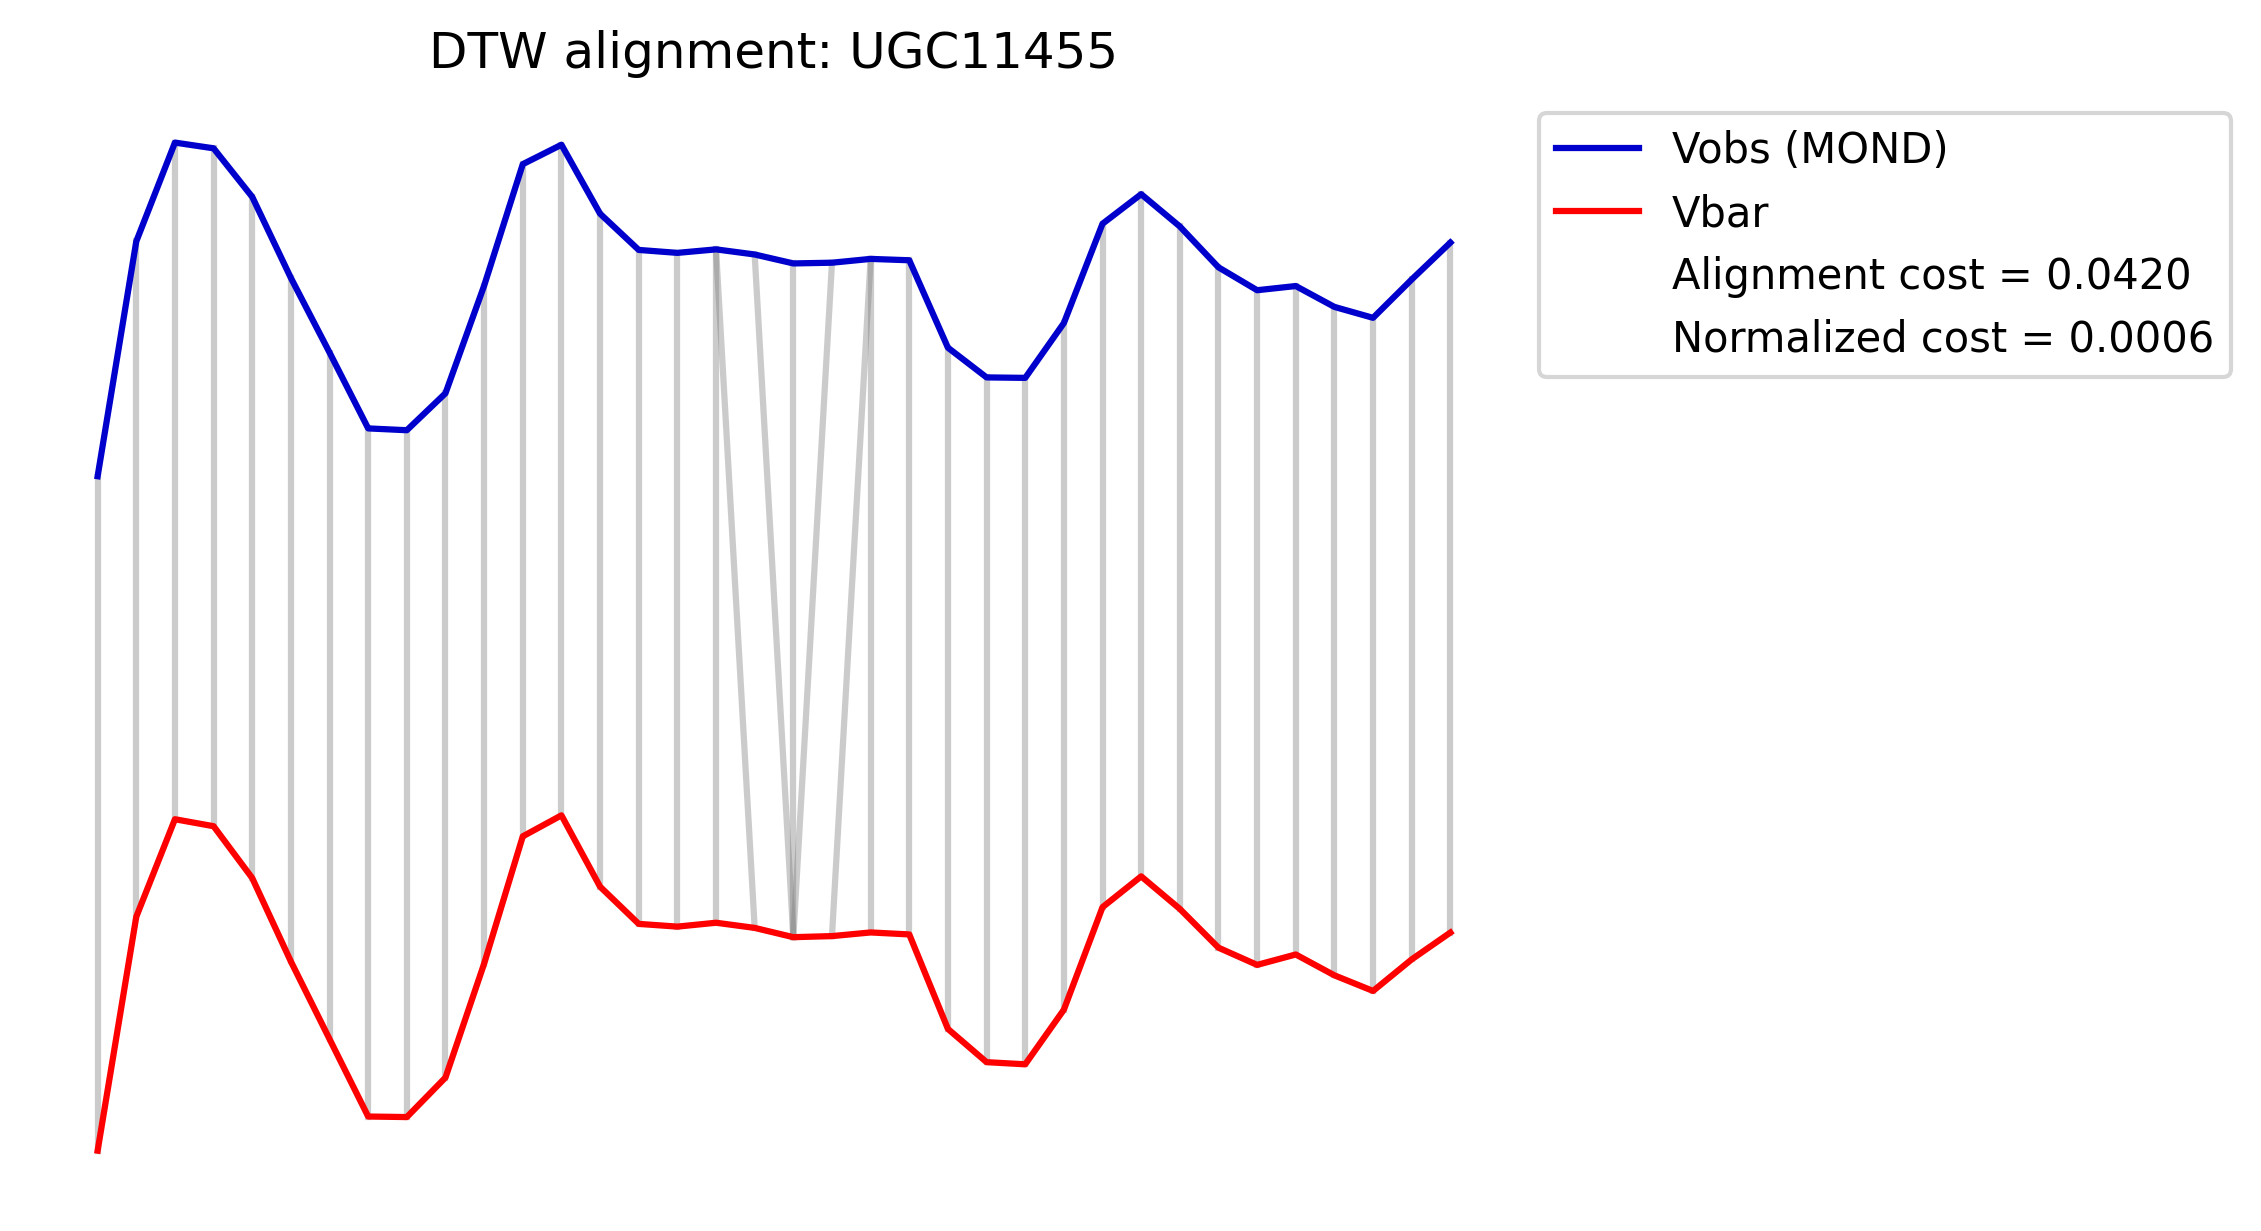 DTW alignment: UGC11455
Vobs (MOND)
Vbar
Alignment cost = 0.0420
Normalized cost = 0.0006